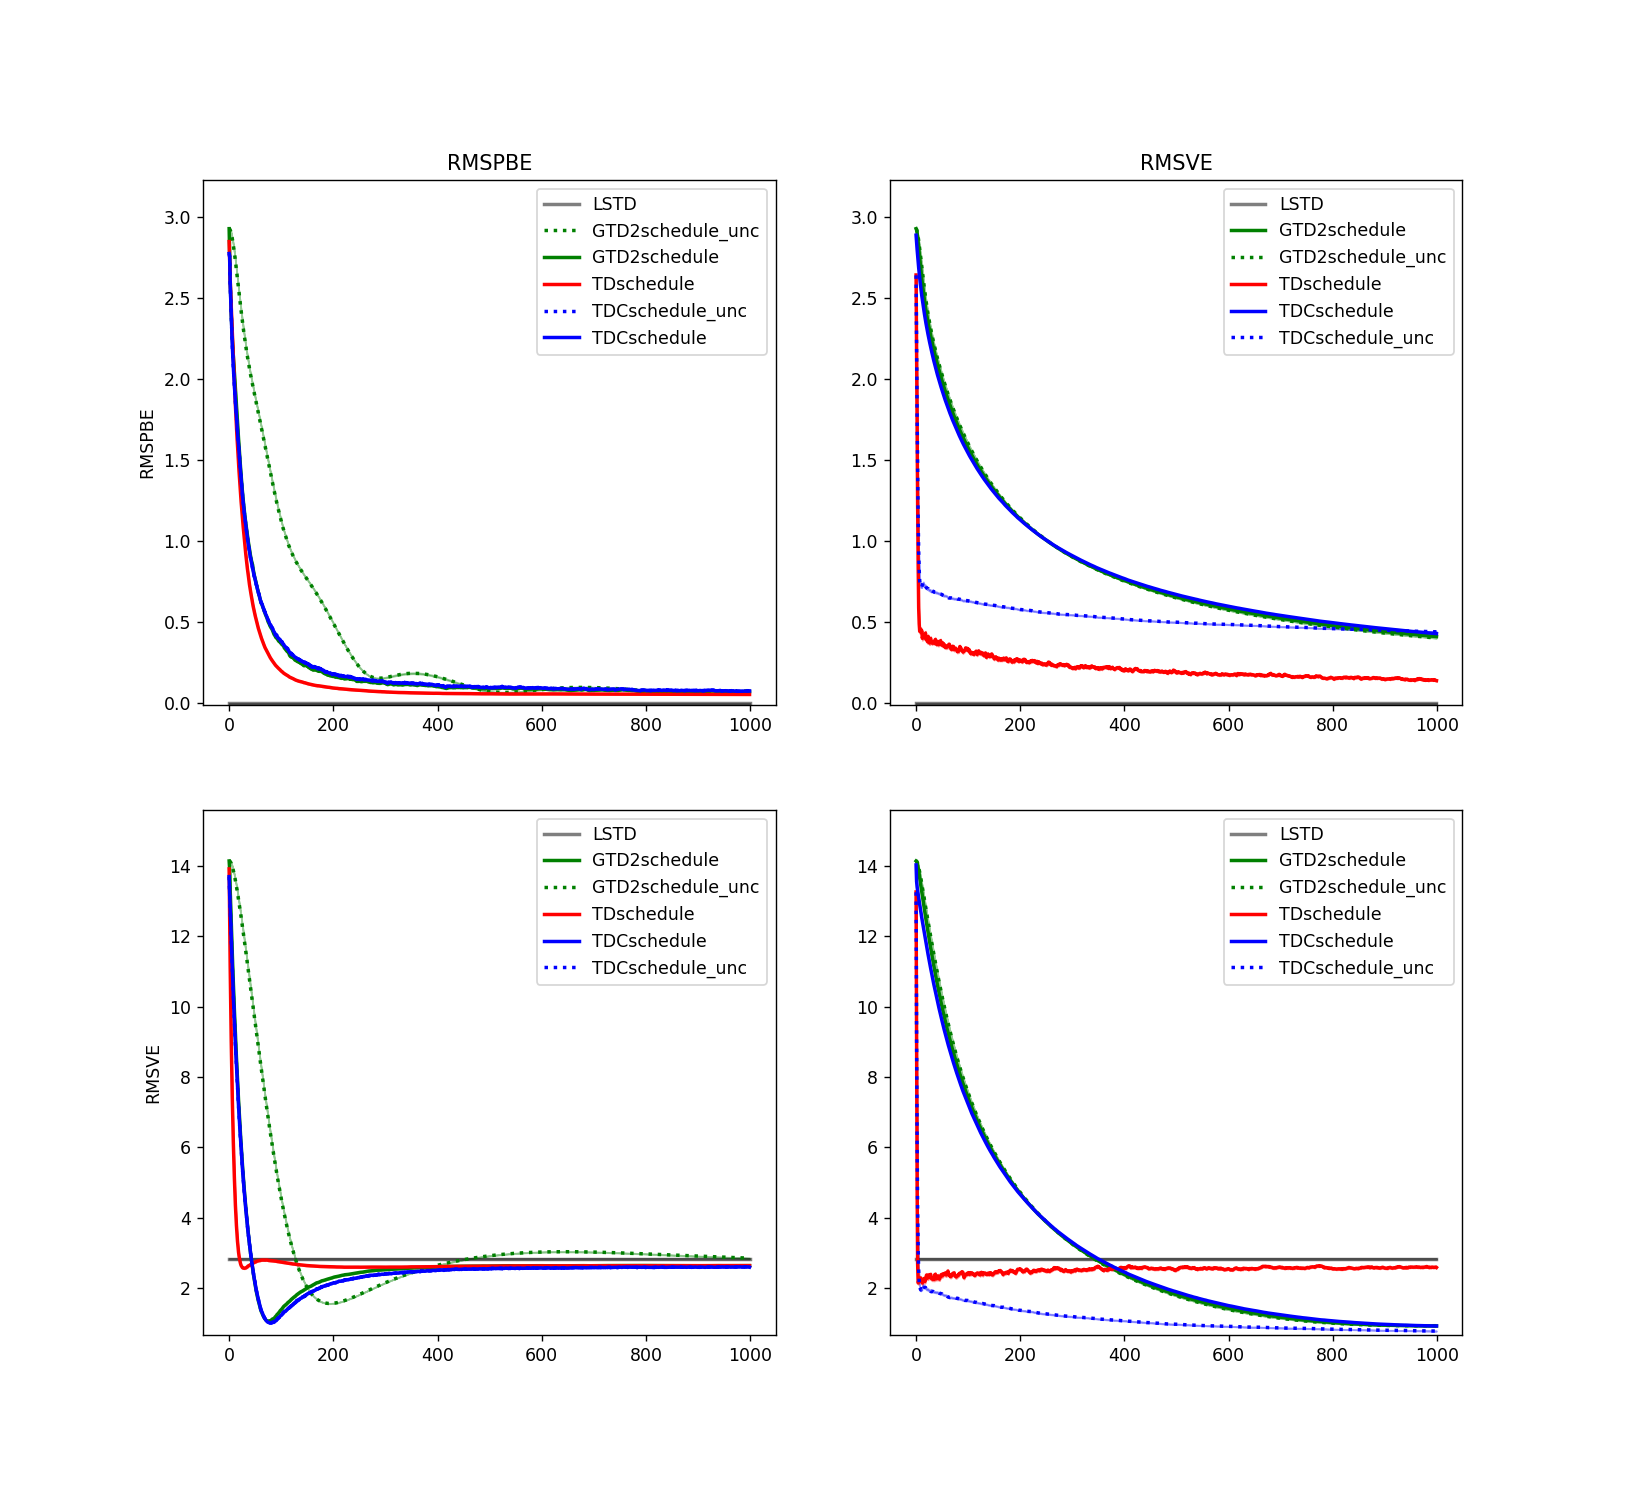 RMSPBE
RMSVE
3.0
2.5
2.0
1.5
1.0
0.5
0.0
RMSPBE
LSTD
GTD2schedule_unc
GTD2schedule
TDschedule
TDCschedule_unc
TDCschedule
0 200 400 600 800 1000
3.0
2.5
2.0
1.5
1.0
0.5
0.0
LSTD
GTD2schedule
GTD2schedule_unc
TDschedule
TDCschedule
TDCschedule_unc
0 200 400 600 800 1000
14
12
10
8
6
4
2
RMSVE
LSTD
GTD2schedule
GTD2schedule_unc
TDschedule
TDCschedule
TDCschedule_unc
0 200 400 600 800 1000
14
12
10
8
6
4
2
LSTD
GTD2schedule
GTD2schedule_unc
TDschedule
TDCschedule
TDCschedule_unc
0 200 400 600 800 1000